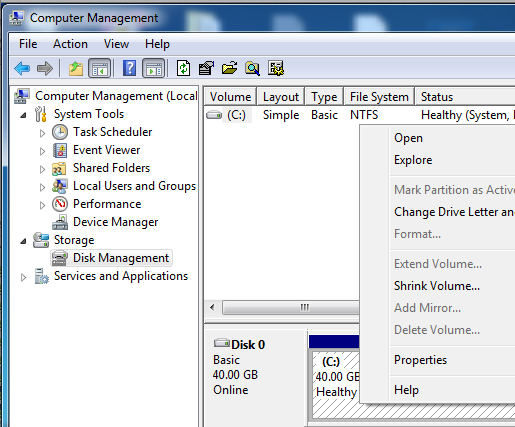 Computer Management
File Action View Help
Computer Management (Local
System Tools
Task Scheduler
Event Viewer
Shared Folders
Local Users and Groups
Performance
Device Manager
Storage
Disk Management
Services and Applications
Volume Layout Type File System Status
(C:) Simple Basic NTFS Healthy (System,
Open
Explore
Mark Partition as Active
Change Drive Letter and
Format...
Extend Volume...
Shrink Volume...
Add Mirror...
Delete Volume...
Properties
Help
Disk 0
Basic
40.00 GB
Online
(C:)
40.00 GB
Healthy